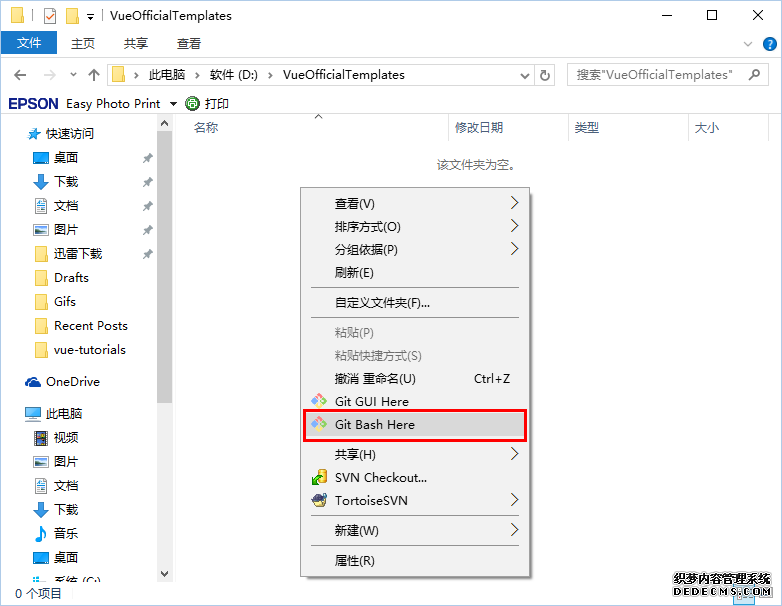 VueOfficialTemplates
文件 主页 共享 查看
此电脑 软件 (D:) VueOfficialTemplates 搜索"VueOfficialTemplates"
EPSON Easy Photo Print 打印
名称 修改日期 类型 大小
该文件夹为空。
快速访问
桌面
下载
文档
图片
迅雷下载
Drafts
Gifs
Recent Posts
vue-tutorials
OneDrive
此电脑
视频
图片
文档
下载
音乐
桌面
系统 (C:)
查看(V)
排序方式(O)
分组依据(P)
刷新(E)
自定义文件夹(F)...
粘贴(P)
粘贴快捷方式(S)
撤消 重命名(U) Ctrl+Z
Git GUI Here
Git Bash Here
共享(H)
SVN Checkout...
TortoiseSVN
新建(W)
属性(R)
0 个项目
织梦内容管理系统
DEDECMS.COM